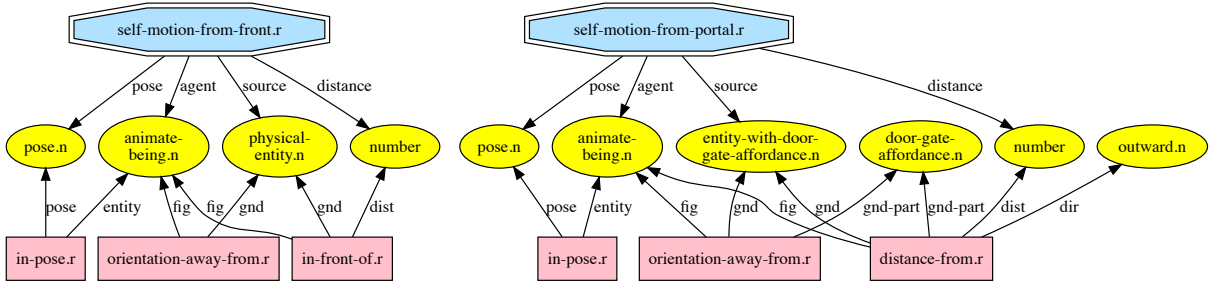 self-motion-from-front.r
self-motion-from-portal.r
pose
agent
source
distance
pose
agent
source
distance
pose.n
animate-
being.n
physical-
entity.n
number
pose.n
animate-
being.n
entity-with-door-
gate-affordance.n
door-gate-
affordance.n
number
outward.n
pose
entity
fig
fig
gnd
gnd
dist
pose
entity
fig
gnd
fig
gnd
gnd-part
gnd-part
dist
dir
in-pose.r
orientation-away-from.r
in-front-of.r
in-pose.r
orientation-away-from.r
distance-from.r